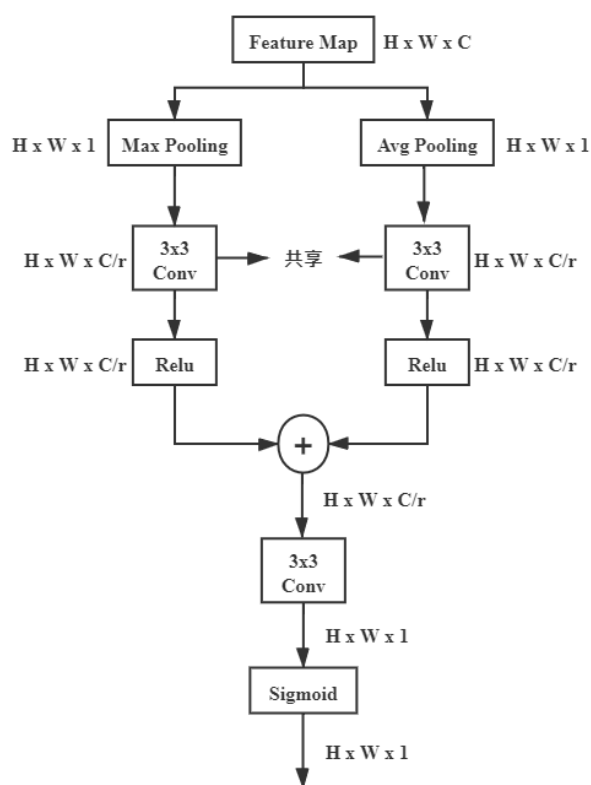 Feature Map H x W x C
H x W x 1 Max Pooling Avg Pooling H x W x 1
H x W x C/r 3x3 Conv 共享 3x3 Conv H x W x C/r
H x W x C/r Relu Relu H x W x C/r
+
H x W x C/r
3x3
Conv
H x W x 1
Sigmoid
H x W x 1